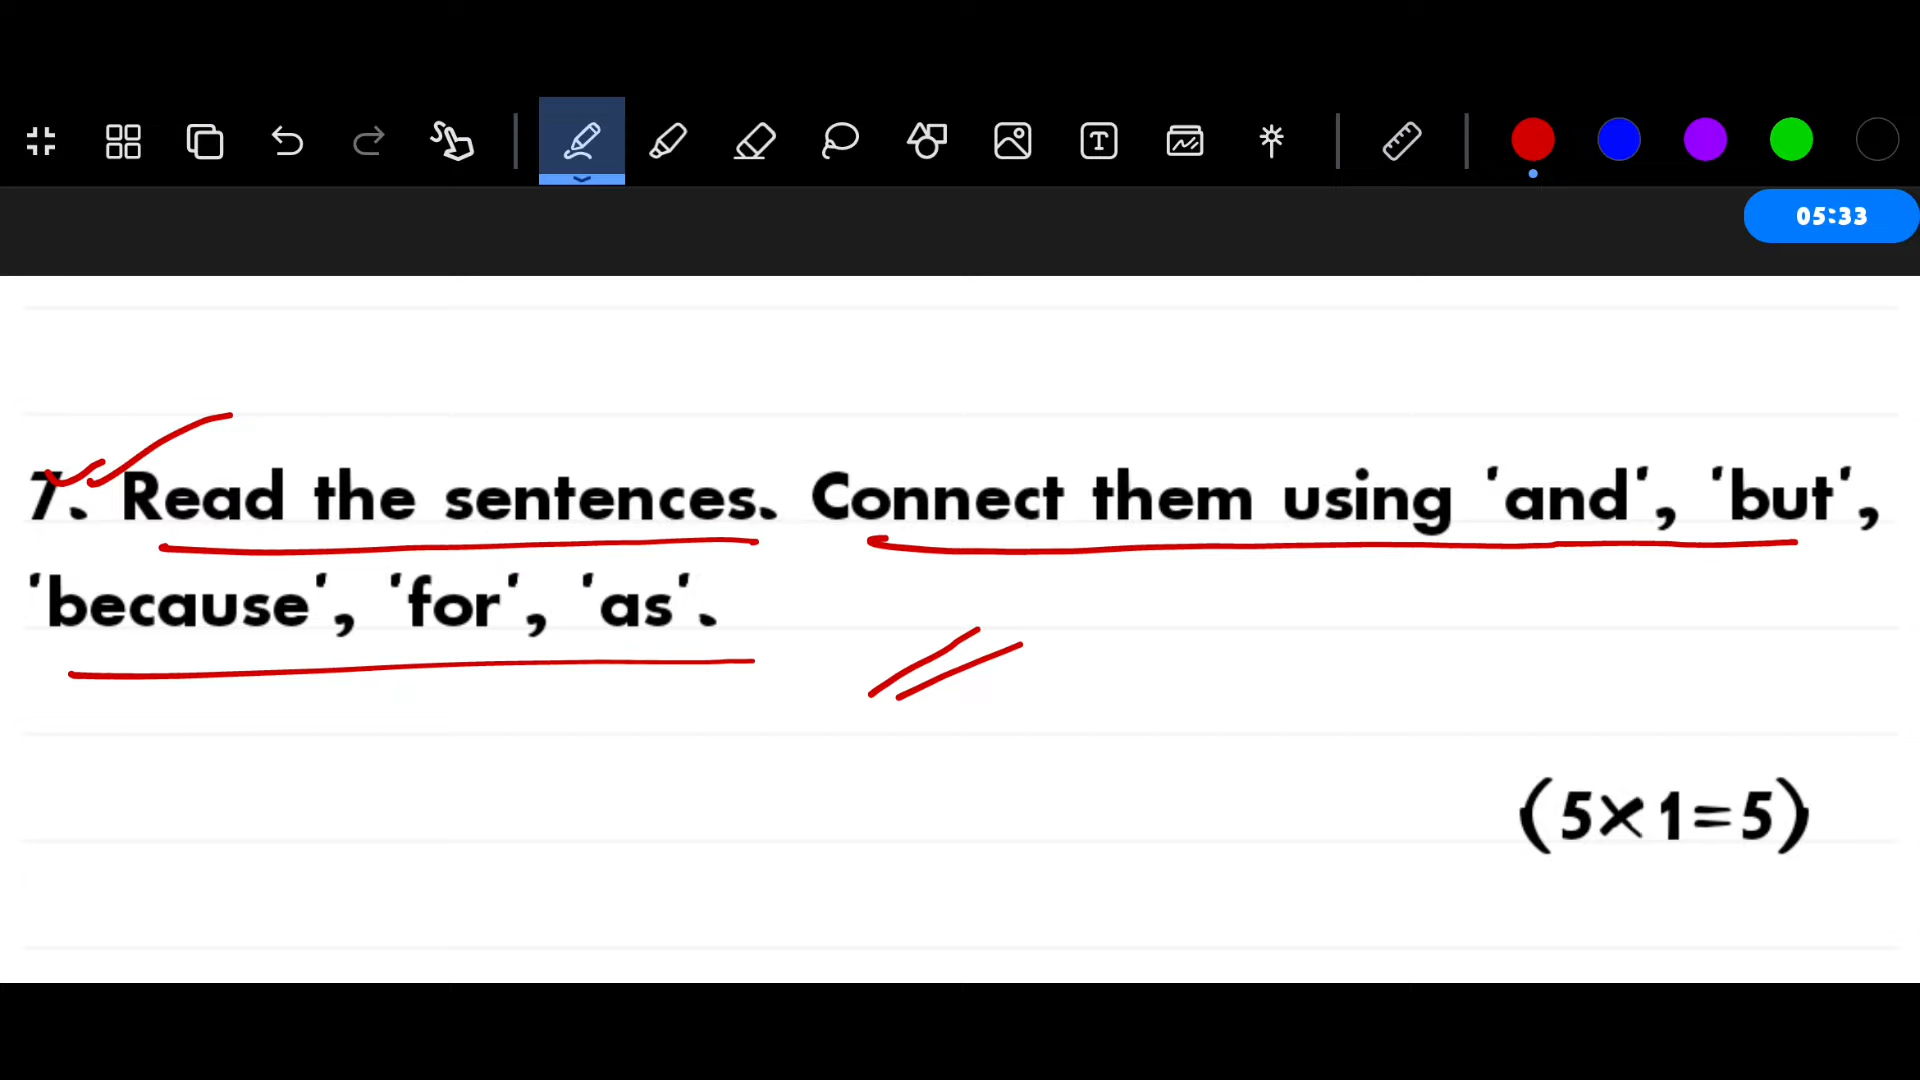 05:33
7. Read the sentences. Connect them using 'and', 'but',
'because', 'for', 'as'.
(5×1=5)